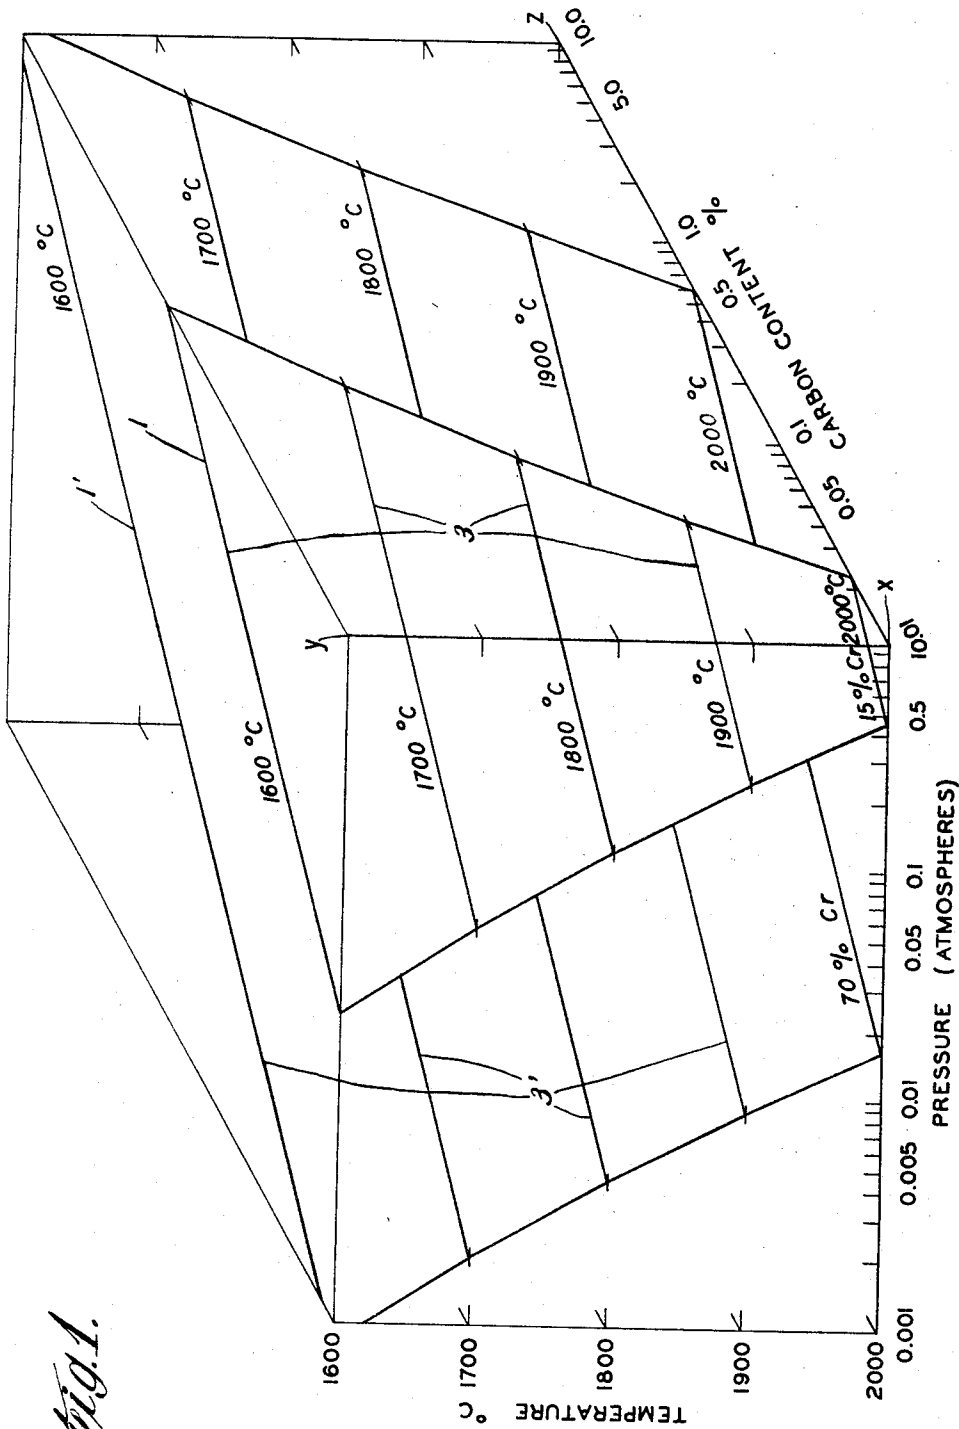 Fig. 1.
1600 °C
1700 °C
1800 °C
1900 °C
2000 °C
1'
1
3
1600 °C
1700 °C
1800 °C
1900 °C
15% Cr 2000°C
3'
70% Cr
y
x
z
TEMPERATURE °C
1600
1700
1800
1900
2000
0.001
0.005
0.01
0.05
0.1
0.5
1.0
PRESSURE (ATMOSPHERES)
0.01
0.05
0.1
0.5
1.0
5.0
10.0
CARBON CONTENT %